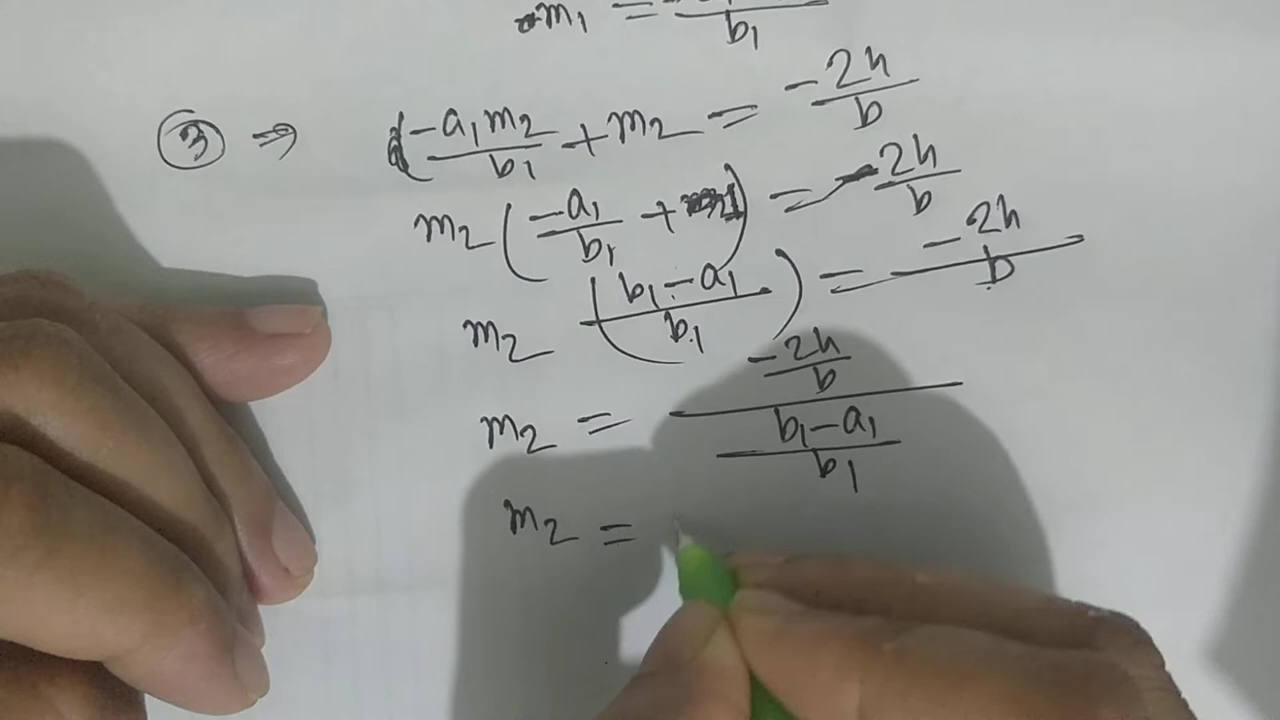 m₁ = ―/b₁
③ ⇒ (-a₁m₂/b₁ + m₂ = -2h/b
m₂(-a₁/b₁ + 1) = -2h/b
m₂ (b₁-a₁/b₁) = -2h/b
m₂ = -2h/b / b₁-a₁/b₁
m₂ =